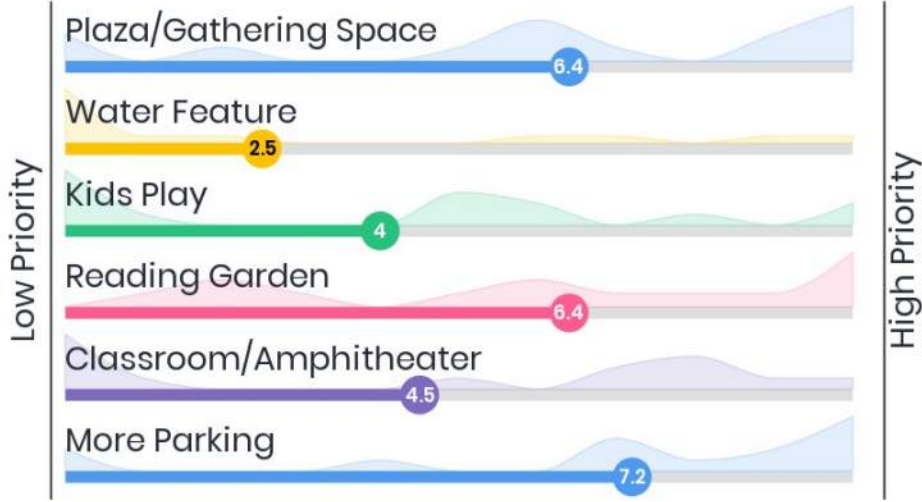 Plaza/Gathering Space
6.4
Water Feature
2.5
Kids Play
4
Reading Garden
6.4
Classroom/Amphitheater
4.5
More Parking
7.2
Low Priority
High Priority